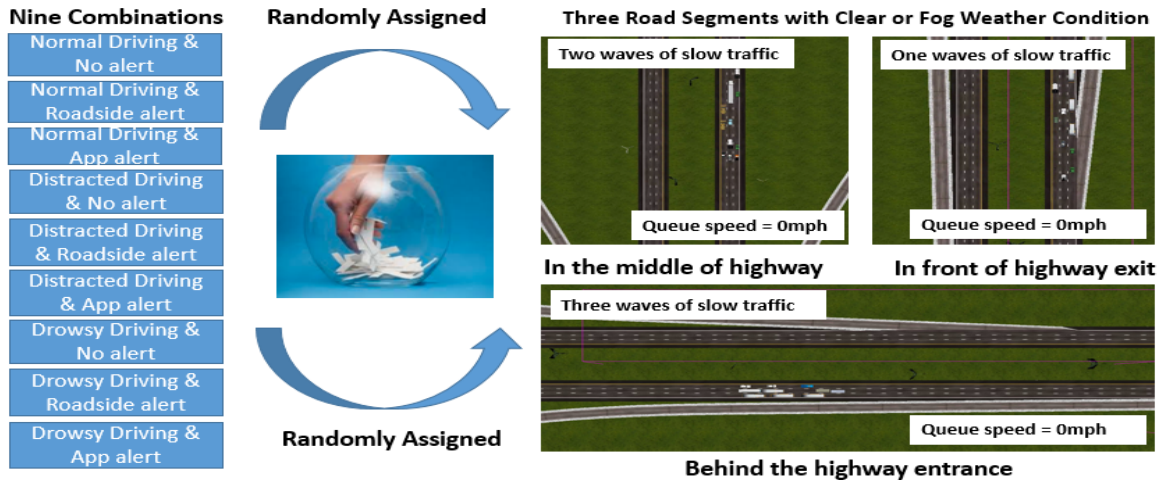 Nine Combinations
Normal Driving &
No alert
Normal Driving &
Roadside alert
Normal Driving &
App alert
Distracted Driving
& No alert
Distracted Driving
& Roadside alert
Distracted Driving
& App alert
Drowsy Driving &
No alert
Drowsy Driving &
Roadside alert
Drowsy Driving &
App alert
Randomly Assigned
Randomly Assigned
Three Road Segments with Clear or Fog Weather Condition
Two waves of slow traffic
Queue speed = 0mph
In the middle of highway
One waves of slow traffic
Queue speed = 0mph
In front of highway exit
Three waves of slow traffic
Queue speed = 0mph
Behind the highway entrance